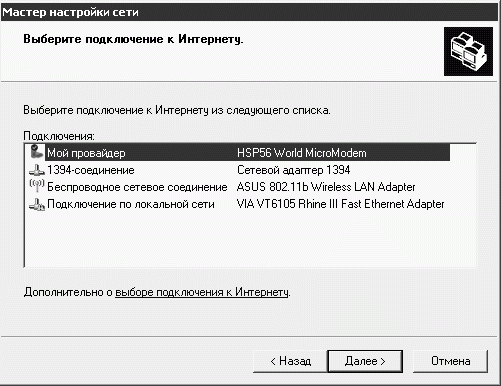 Мастер настройки сети
Выберите подключение к Интернету.
Выберите подключение к Интернету из следующего списка.
Подключения:
Мой провайдер HSP56 World MicroModem
1394-соединение Сетевой адаптер 1394
Беспроводное сетевое соединение ASUS 802.11b Wireless LAN Adapter
Подключение по локальной сети VIA VT6105 Rhine III Fast Ethernet Adapter
Дополнительно о выборе подключения к Интернету.
< Назад Далее > Отмена